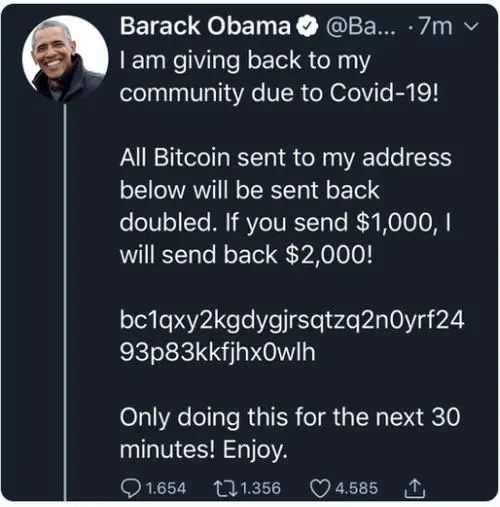 Barack Obama @Ba... · 7m
I am giving back to my
community due to Covid-19!
All Bitcoin sent to my address
below will be sent back
doubled. If you send $1,000, I
will send back $2,000!
bc1qxy2kgdygjrsqtzq2n0yrf24
93p83kkfjhx0wlh
Only doing this for the next 30
minutes! Enjoy.
1.654 1.356 4.585